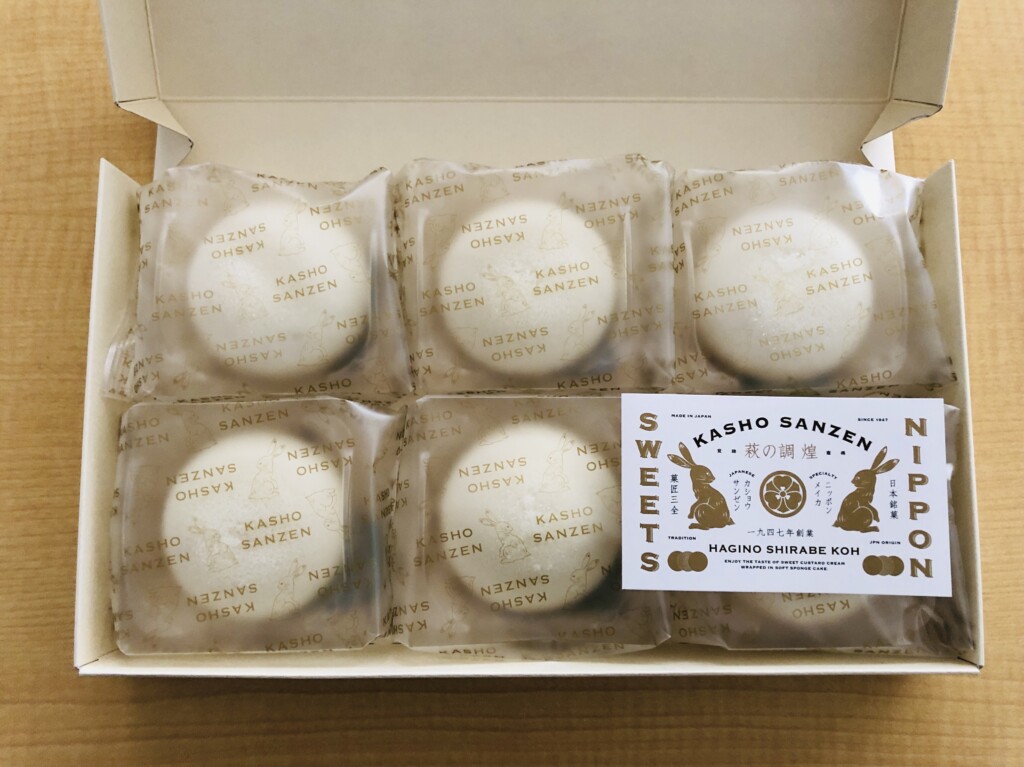 KASHO SANZEN
KASHO SANZEN
KASHO SANZEN
KASHO SANZEN
KASHO SANZEN
SWEETS
NIPPON
MADE IN JAPAN
SINCE 1947
KASHO SANZEN
萩の調 煌
JAPANESE
カショウ
サンゼン
SPECIALTY
ニッポン
メイカ
菓匠三全
日本銘菓
一九四七年創業
TRADITION
JPN ORIGIN
HAGINO SHIRABE KOH
ENJOY THE TASTE OF SWEET CUSTARD CREAM
WRAPPED IN SOFT SPONGE CAKE.